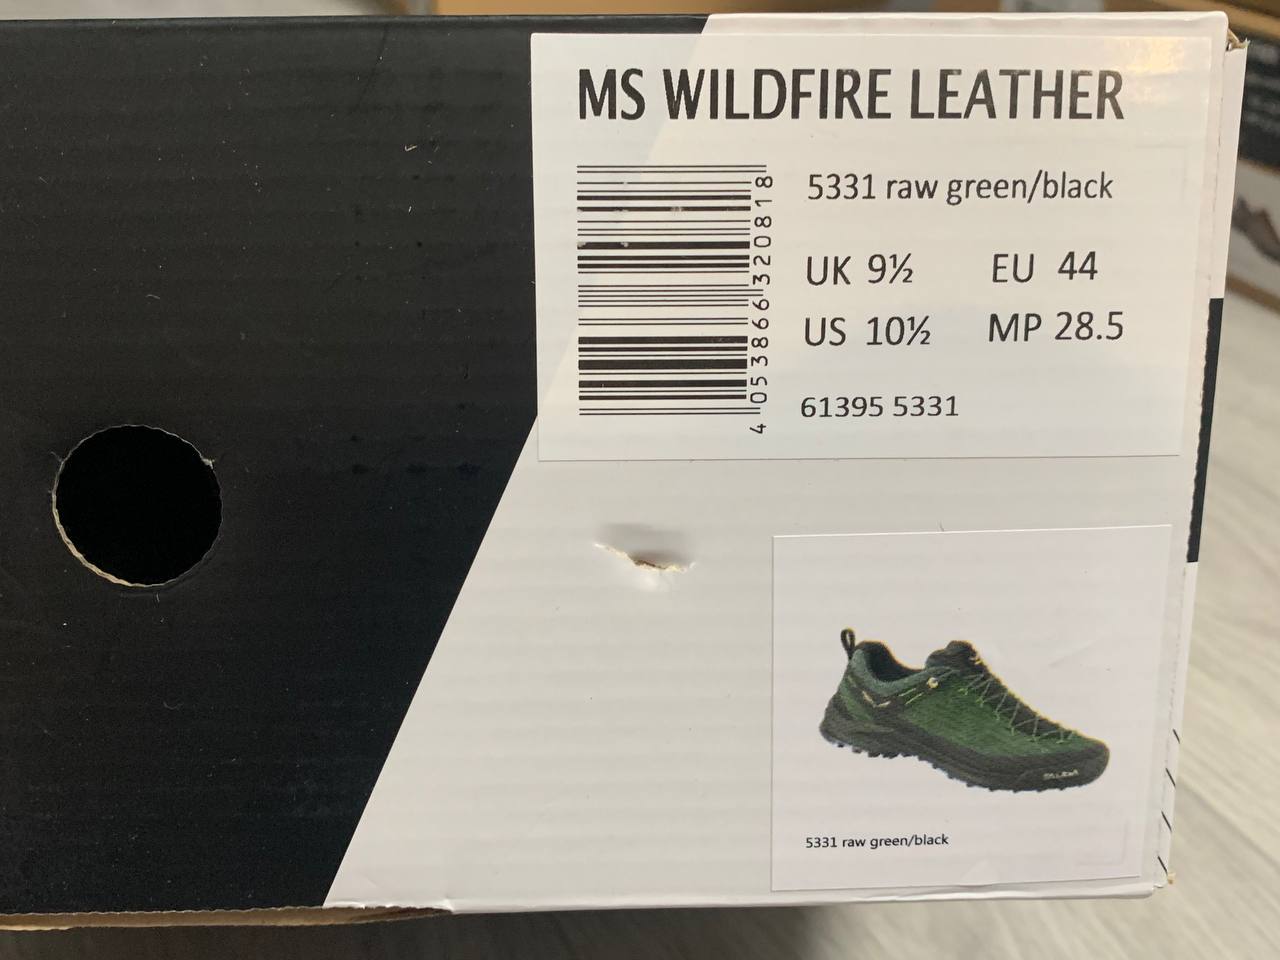 MS WILDFIRE LEATHER
4 053866 320818
5331 raw green/black
UK 9½ EU 44
US 10½ MP 28.5
61395 5331
SALEWA
5331 raw green/black